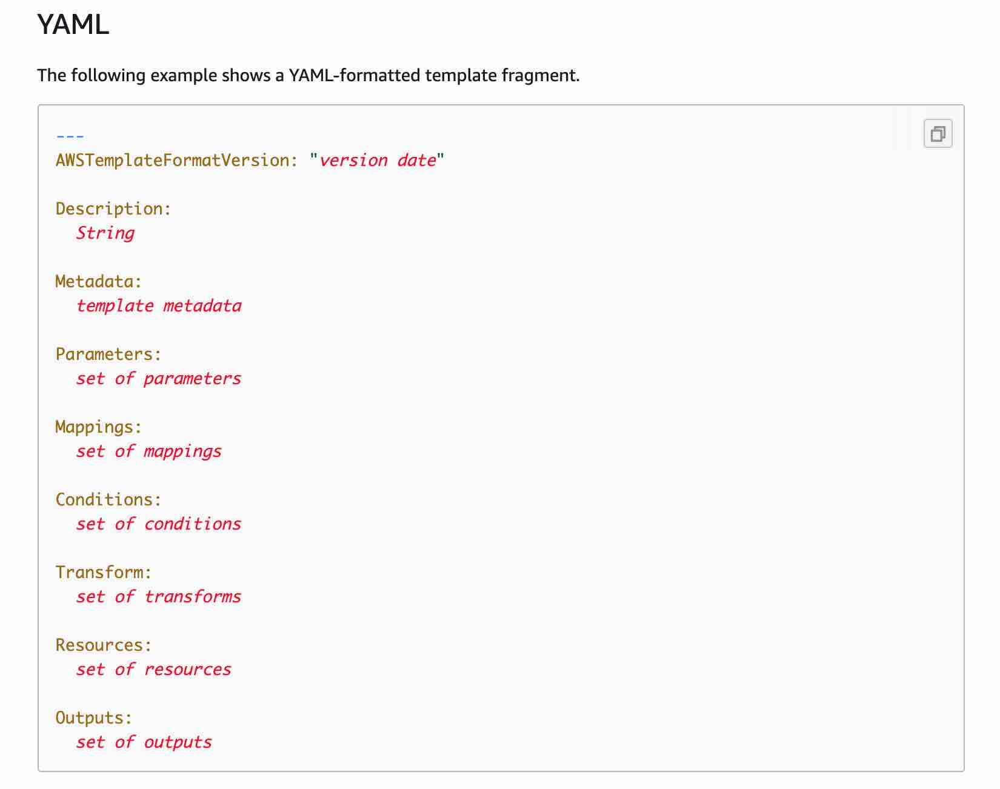 YAML
The following example shows a YAML-formatted template fragment.
---
AWSTemplateFormatVersion: "version date"
Description:
String
Metadata:
template metadata
Parameters:
set of parameters
Mappings:
set of mappings
Conditions:
set of conditions
Transform:
set of transforms
Resources:
set of resources
Outputs:
set of outputs